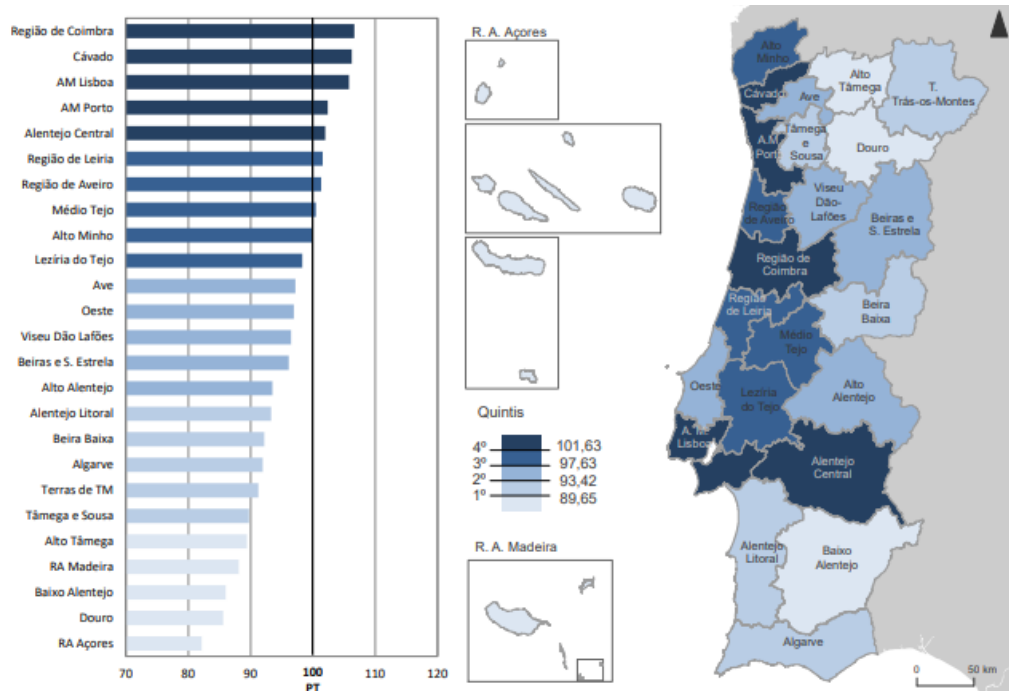 Região de Coimbra
Cávado
AM Lisboa
AM Porto
Alentejo Central
Região de Leiria
Região de Aveiro
Médio Tejo
Alto Minho
Lezíria do Tejo
Ave
Oeste
Viseu Dão Lafões
Beiras e S. Estrela
Alto Alentejo
Alentejo Litoral
Beira Baixa
Algarve
Terras de TM
Tâmega e Sousa
Alto Tâmega
RA Madeira
Baixo Alentejo
Douro
RA Açores
70 80 90 100 110 120
PT
R. A. Açores
Quintis
4º 101,63
3º 97,63
2º 93,42
1º 89,65
R. A. Madeira
Alto
Minho
Cávado
Ave
Alto
Tâmega
T.
Trás-os-Montes
A.M.
Porto
Tâmega
e
Sousa
Douro
Região
de Aveiro
Viseu
Dão-
Lafões
Beiras e
S. Estrela
Região de
Coimbra
Região
de Leiria
Beira
Baixa
Médio
Tejo
Oeste
Lezíria
do Tejo
Alto
Alentejo
A. M.
Lisboa
Alentejo
Central
Alentejo
Litoral
Baixo
Alentejo
Algarve
0 50 km